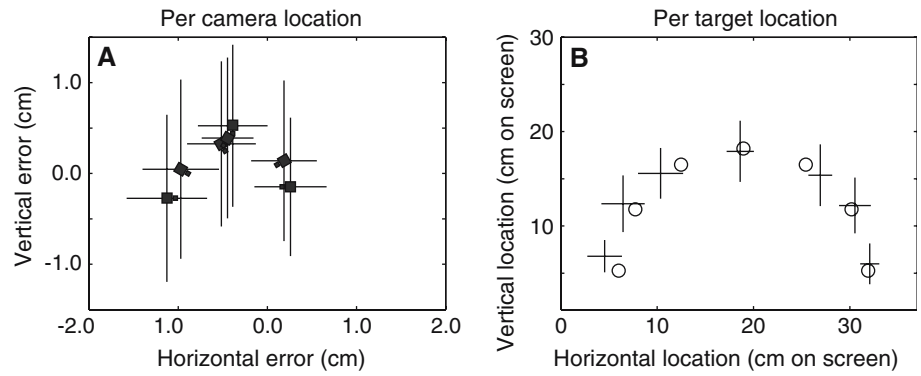 Per camera location
A
1.0
0.0
-1.0
-2.0 1.0 0.0 1.0 2.0
Vertical error (cm)
Horizontal error (cm)
Per target location
B
30
20
10
0 10 20 30
Vertical location (cm on screen)
Horizontal location (cm on screen)